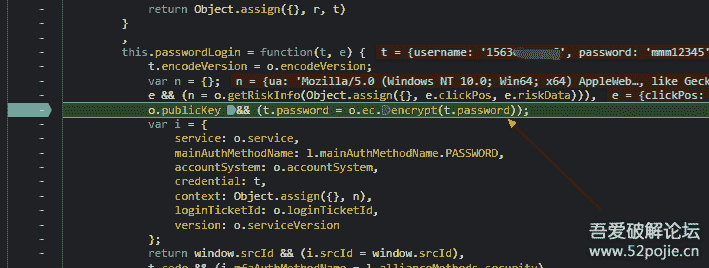 return Object.assign({}, r, t)
}
,
this.passwordLogin = function(t, e) { t = {username: '1563 5', password: 'mmm12345'
t.encodeVersion = o.encodeVersion;
var n = {}; n = {ua: 'Mozilla/5.0 (Windows NT 10.0; Win64; x64) AppleWeb…, like Geck
e && (n = o.getRiskInfo(Object.assign({}, e.clickPos, e.riskData))), e = {clickPos:
o.publicKey && (t.password = o.ec.encrypt(t.password));
var i = {
service: o.service,
mainAuthMethodName: l.mainAuthMethodName.PASSWORD,
accountSystem: o.accountSystem,
credential: t,
context: Object.assign({}, n),
loginTicketId: o.loginTicketId,
version: o.serviceVersion
};
return window.srcId && (i.srcId = window.srcId),
吾爱破解论坛
www.52pojie.cn